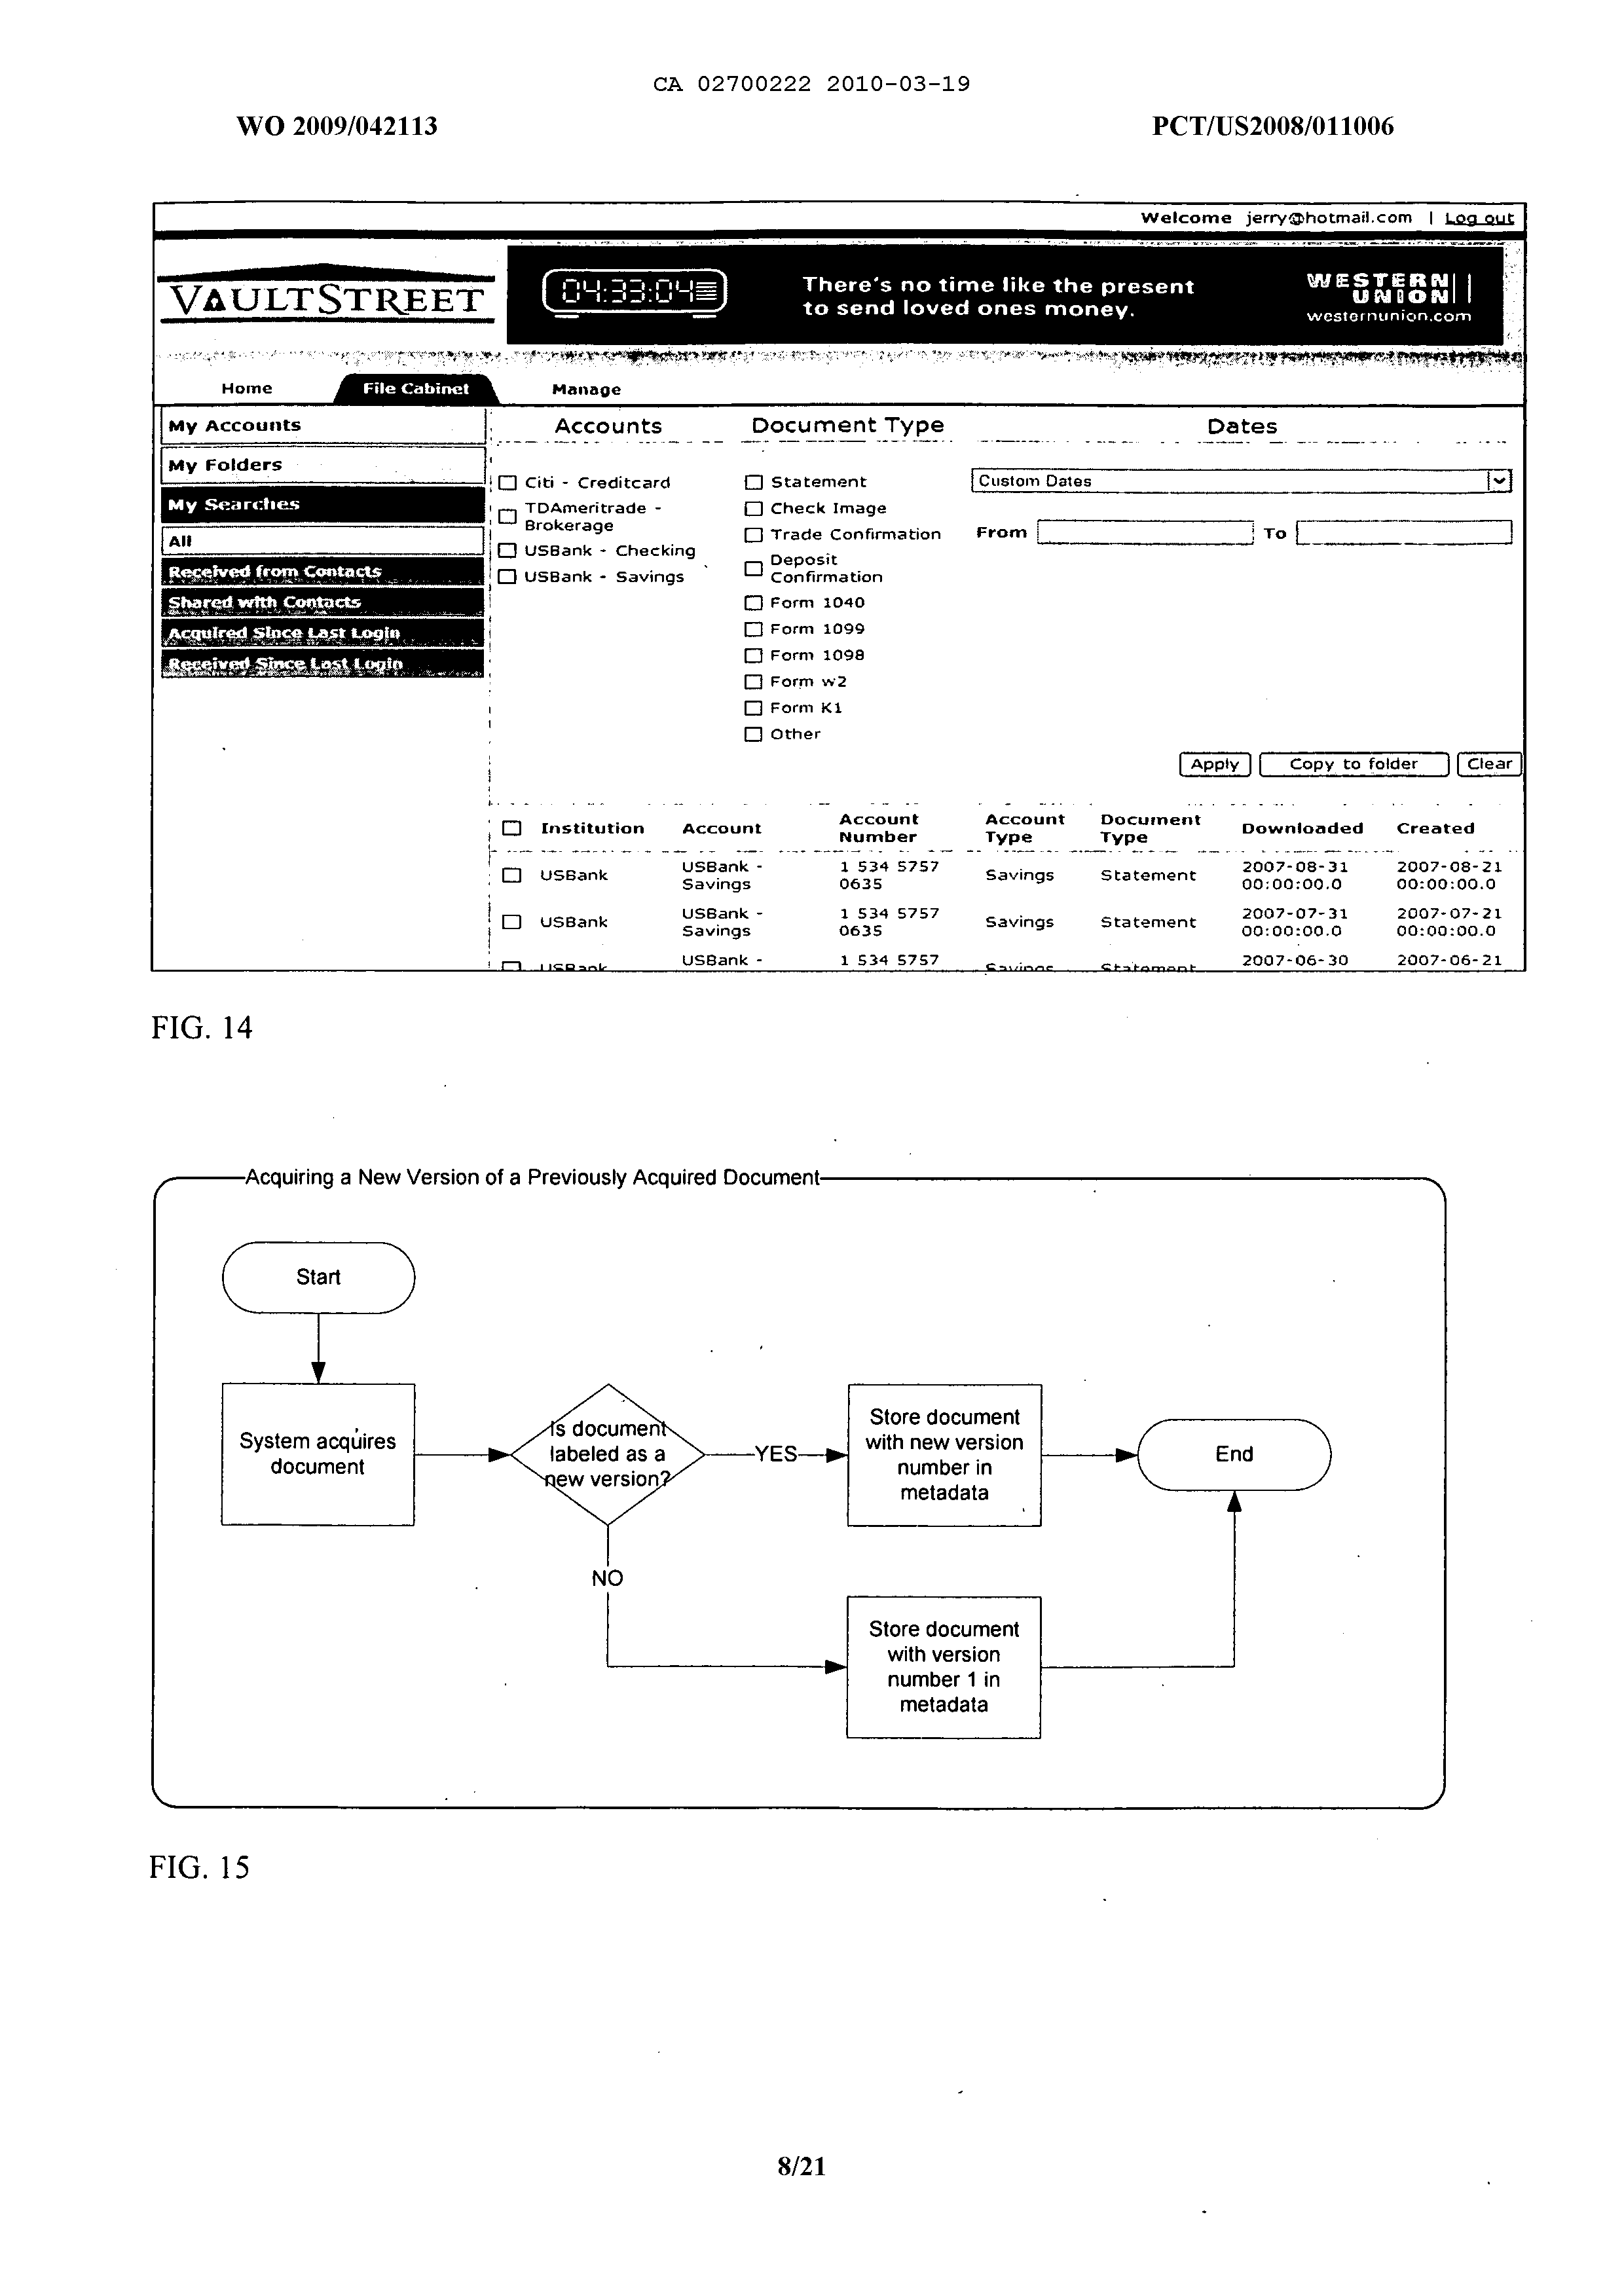 CA 02700222 2010-03-19
WO 2009/042113 PCT/US2008/011006
Welcome jerry@hotmail.com | Log out
VAULTSTREET
04:33:04
There's no time like the present
to send loved ones money.
WESTERN
UNION
westernunion.com
Home File Cabinet Manage
My Accounts
My Folders
My Searches
All
Received from Contacts
Shared with Contacts
Acquired Since Last Login
Received Since Last Login
Accounts
Citi - Creditcard
TDAmeritrade -
Brokerage
USBank - Checking
USBank - Savings
Document Type
Statement
Check Image
Trade Confirmation
Deposit
Confirmation
Form 1040
Form 1099
Form 1098
Form w2
Form K1
Other
Dates
Custom Dates
From To
Apply Copy to folder Clear
Institution Account Account Number Account Type Document Type Downloaded Created
USBank USBank - Savings 1 534 5757 0635 Savings Statement 2007-08-31 00:00:00.0 2007-08-21 00:00:00.0
USBank USBank - Savings 1 534 5757 0635 Savings Statement 2007-07-31 00:00:00.0 2007-07-21 00:00:00.0
USBank USBank - 1 534 5757 Savings Statement 2007-06-30 2007-06-21
FIG. 14
Acquiring a New Version of a Previously Acquired Document
Start
System acquires
document
Is document
labeled as a
new version?
YES
Store document
with new version
number in
metadata
End
NO
Store document
with version
number 1 in
metadata
FIG. 15
8/21